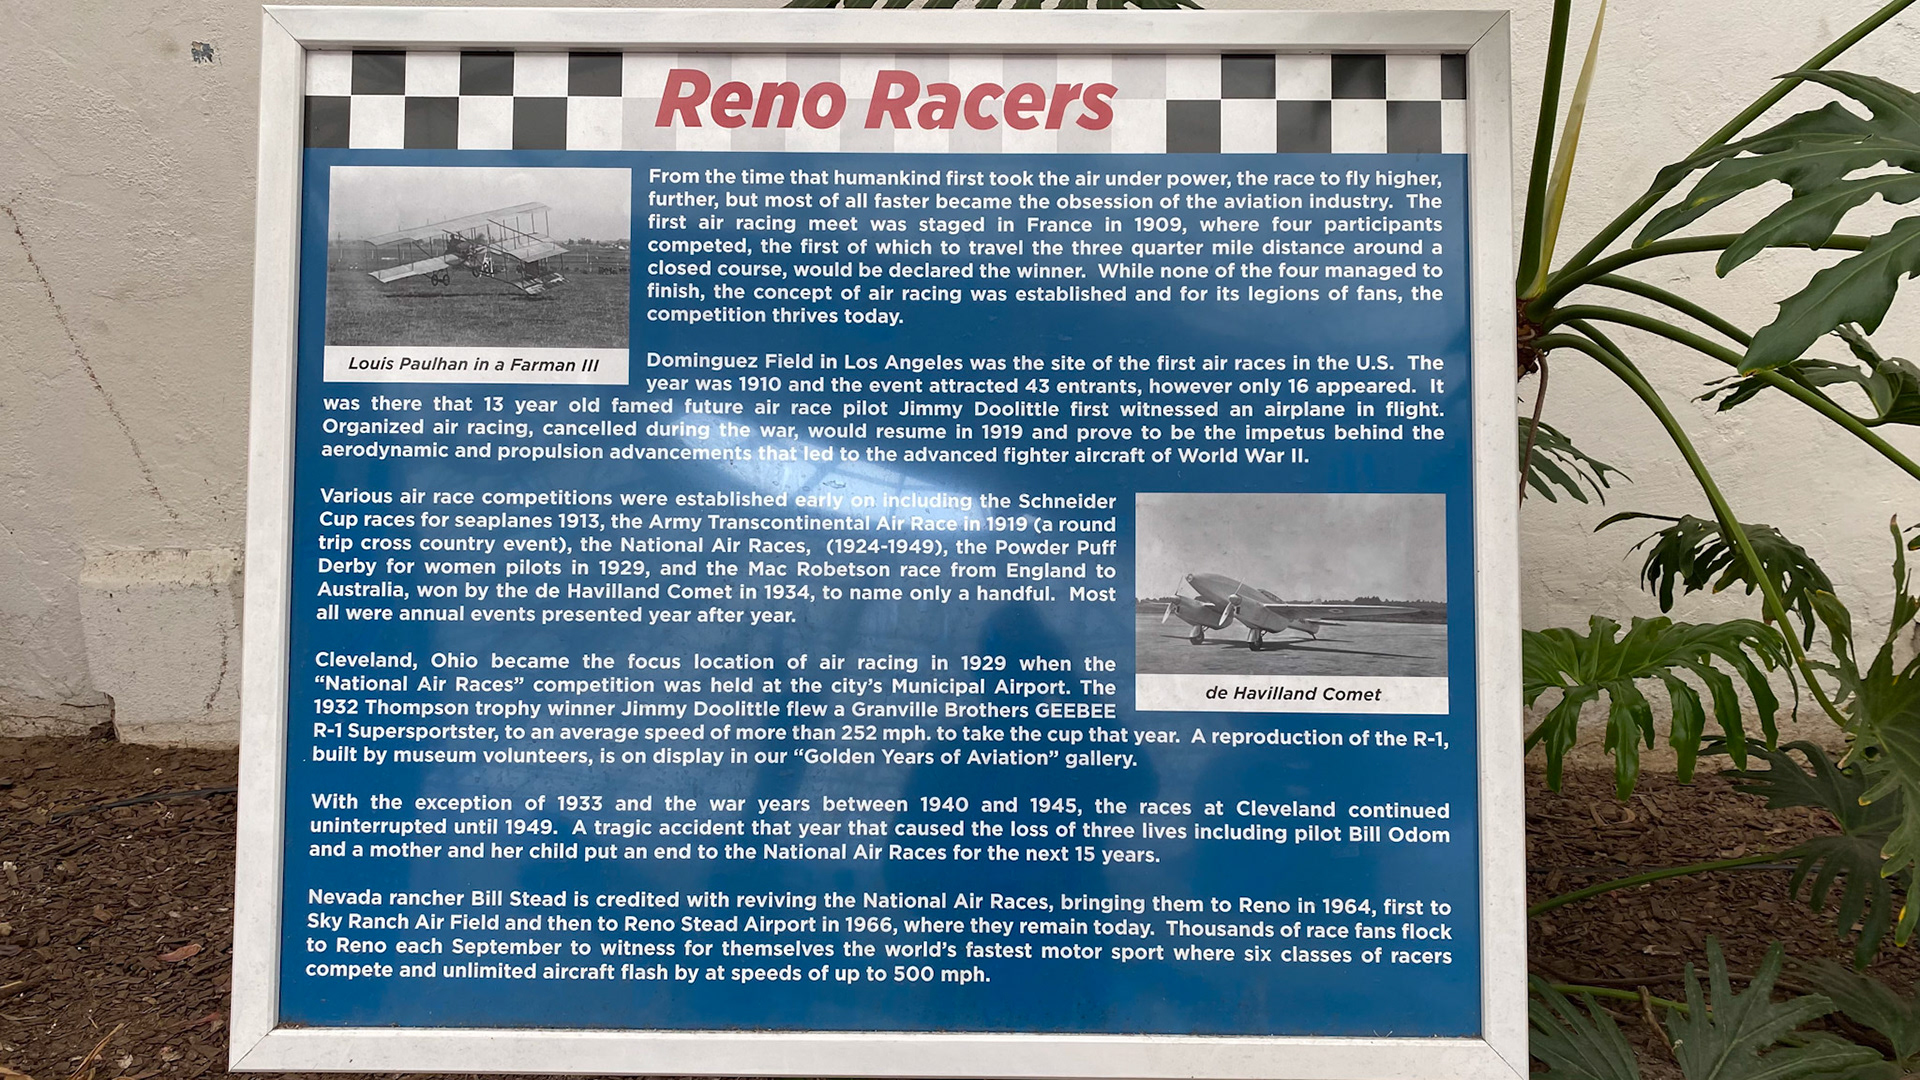 Reno Racers
From the time that humankind first took the air under power, the race to fly higher,
further, but most of all faster became the obsession of the aviation industry. The
first air racing meet was staged in France in 1909, where four participants
competed, the first of which to travel the three quarter mile distance around a
closed course, would be declared the winner. While none of the four managed to
finish, the concept of air racing was established and for its legions of fans, the
competition thrives today.
Louis Paulhan in a Farman III
Dominguez Field in Los Angeles was the site of the first air races in the U.S. The
year was 1910 and the event attracted 43 entrants, however only 16 appeared. It
was there that 13 year old famed future air race pilot Jimmy Doolittle first witnessed an airplane in flight.
Organized air racing, cancelled during the war, would resume in 1919 and prove to be the impetus behind the
aerodynamic and propulsion advancements that led to the advanced fighter aircraft of World War II.
Various air race competitions were established early on including the Schneider
Cup races for seaplanes 1913, the Army Transcontinental Air Race in 1919 (a round
trip cross country event), the National Air Races, (1924-1949), the Powder Puff
Derby for women pilots in 1929, and the Mac Robetson race from England to
Australia, won by the de Havilland Comet in 1934, to name only a handful. Most
all were annual events presented year after year.
de Havilland Comet
Cleveland, Ohio became the focus location of air racing in 1929 when the
“National Air Races” competition was held at the city’s Municipal Airport. The
1932 Thompson trophy winner Jimmy Doolittle flew a Granville Brothers GEEBEE
R-1 Supersportster, to an average speed of more than 252 mph. to take the cup that year. A reproduction of the R-1,
built by museum volunteers, is on display in our “Golden Years of Aviation” gallery.
With the exception of 1933 and the war years between 1940 and 1945, the races at Cleveland continued
uninterrupted until 1949. A tragic accident that year that caused the loss of three lives including pilot Bill Odom
and a mother and her child put an end to the National Air Races for the next 15 years.
Nevada rancher Bill Stead is credited with reviving the National Air Races, bringing them to Reno in 1964, first to
Sky Ranch Air Field and then to Reno Stead Airport in 1966, where they remain today. Thousands of race fans flock
to Reno each September to witness for themselves the world’s fastest motor sport where six classes of racers
compete and unlimited aircraft flash by at speeds of up to 500 mph.